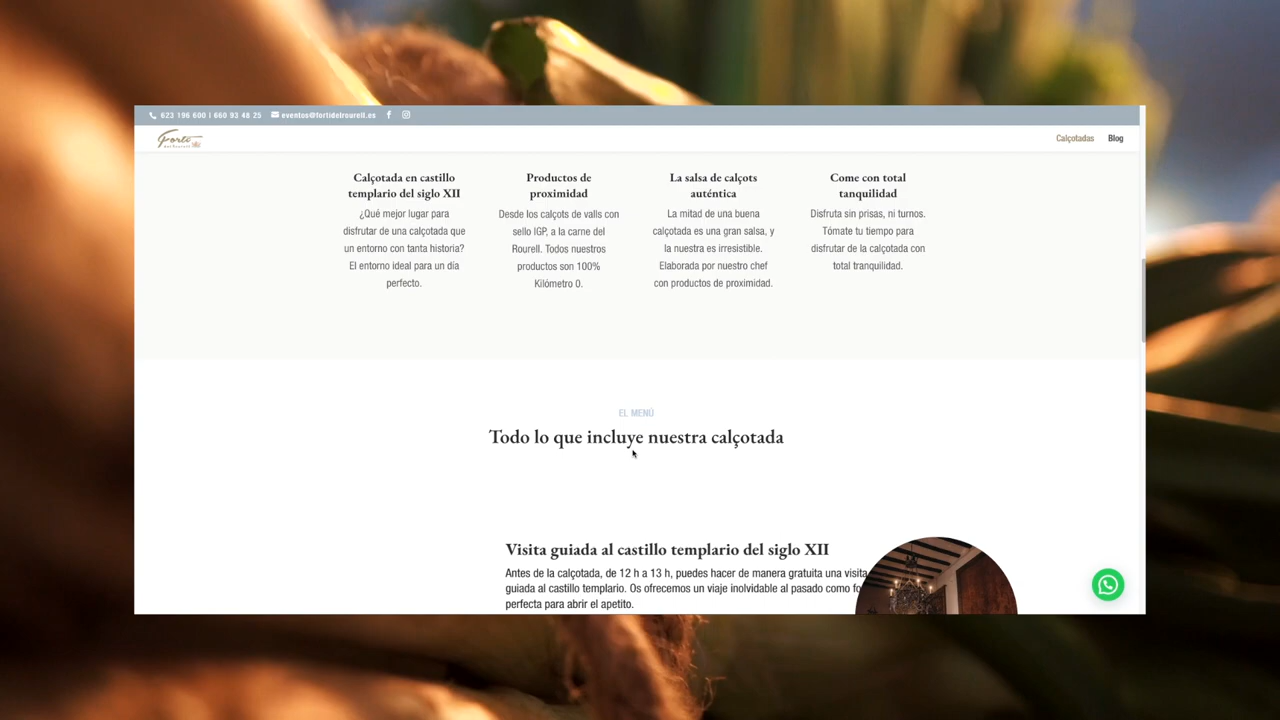 623 196 600 | 660 93 48 25 eventos@fortidelrourell.es
Fortí
del Rourell
Calçotadas Blog
Calçotada en castillo
templario del siglo XII
¿Qué mejor lugar para
disfrutar de una calçotada que
un entorno con tanta historia?
El entorno ideal para un día
perfecto.
Productos de
proximidad
Desde los calçots de valls con
sello IGP, a la carne del
Rourell. Todos nuestros
productos son 100%
Kilómetro 0.
La salsa de calçots
auténtica
La mitad de una buena
calçotada es una gran salsa, y
la nuestra es irresistible.
Elaborada por nuestro chef
con productos de proximidad.
Come con total
tranquilidad
Disfruta sin prisas, ni turnos.
Tómate tu tiempo para
disfrutar de la calçotada con
total tranquilidad.
EL MENÚ
Todo lo que incluye nuestra calçotada
Visita guiada al castillo templario del siglo XII
Antes de la calçotada, de 12 h a 13 h, puedes hacer de manera gratuita una visita
guiada al castillo templario. Os ofrecemos un viaje inolvidable al pasado como fo
perfecta para abrir el apetito.